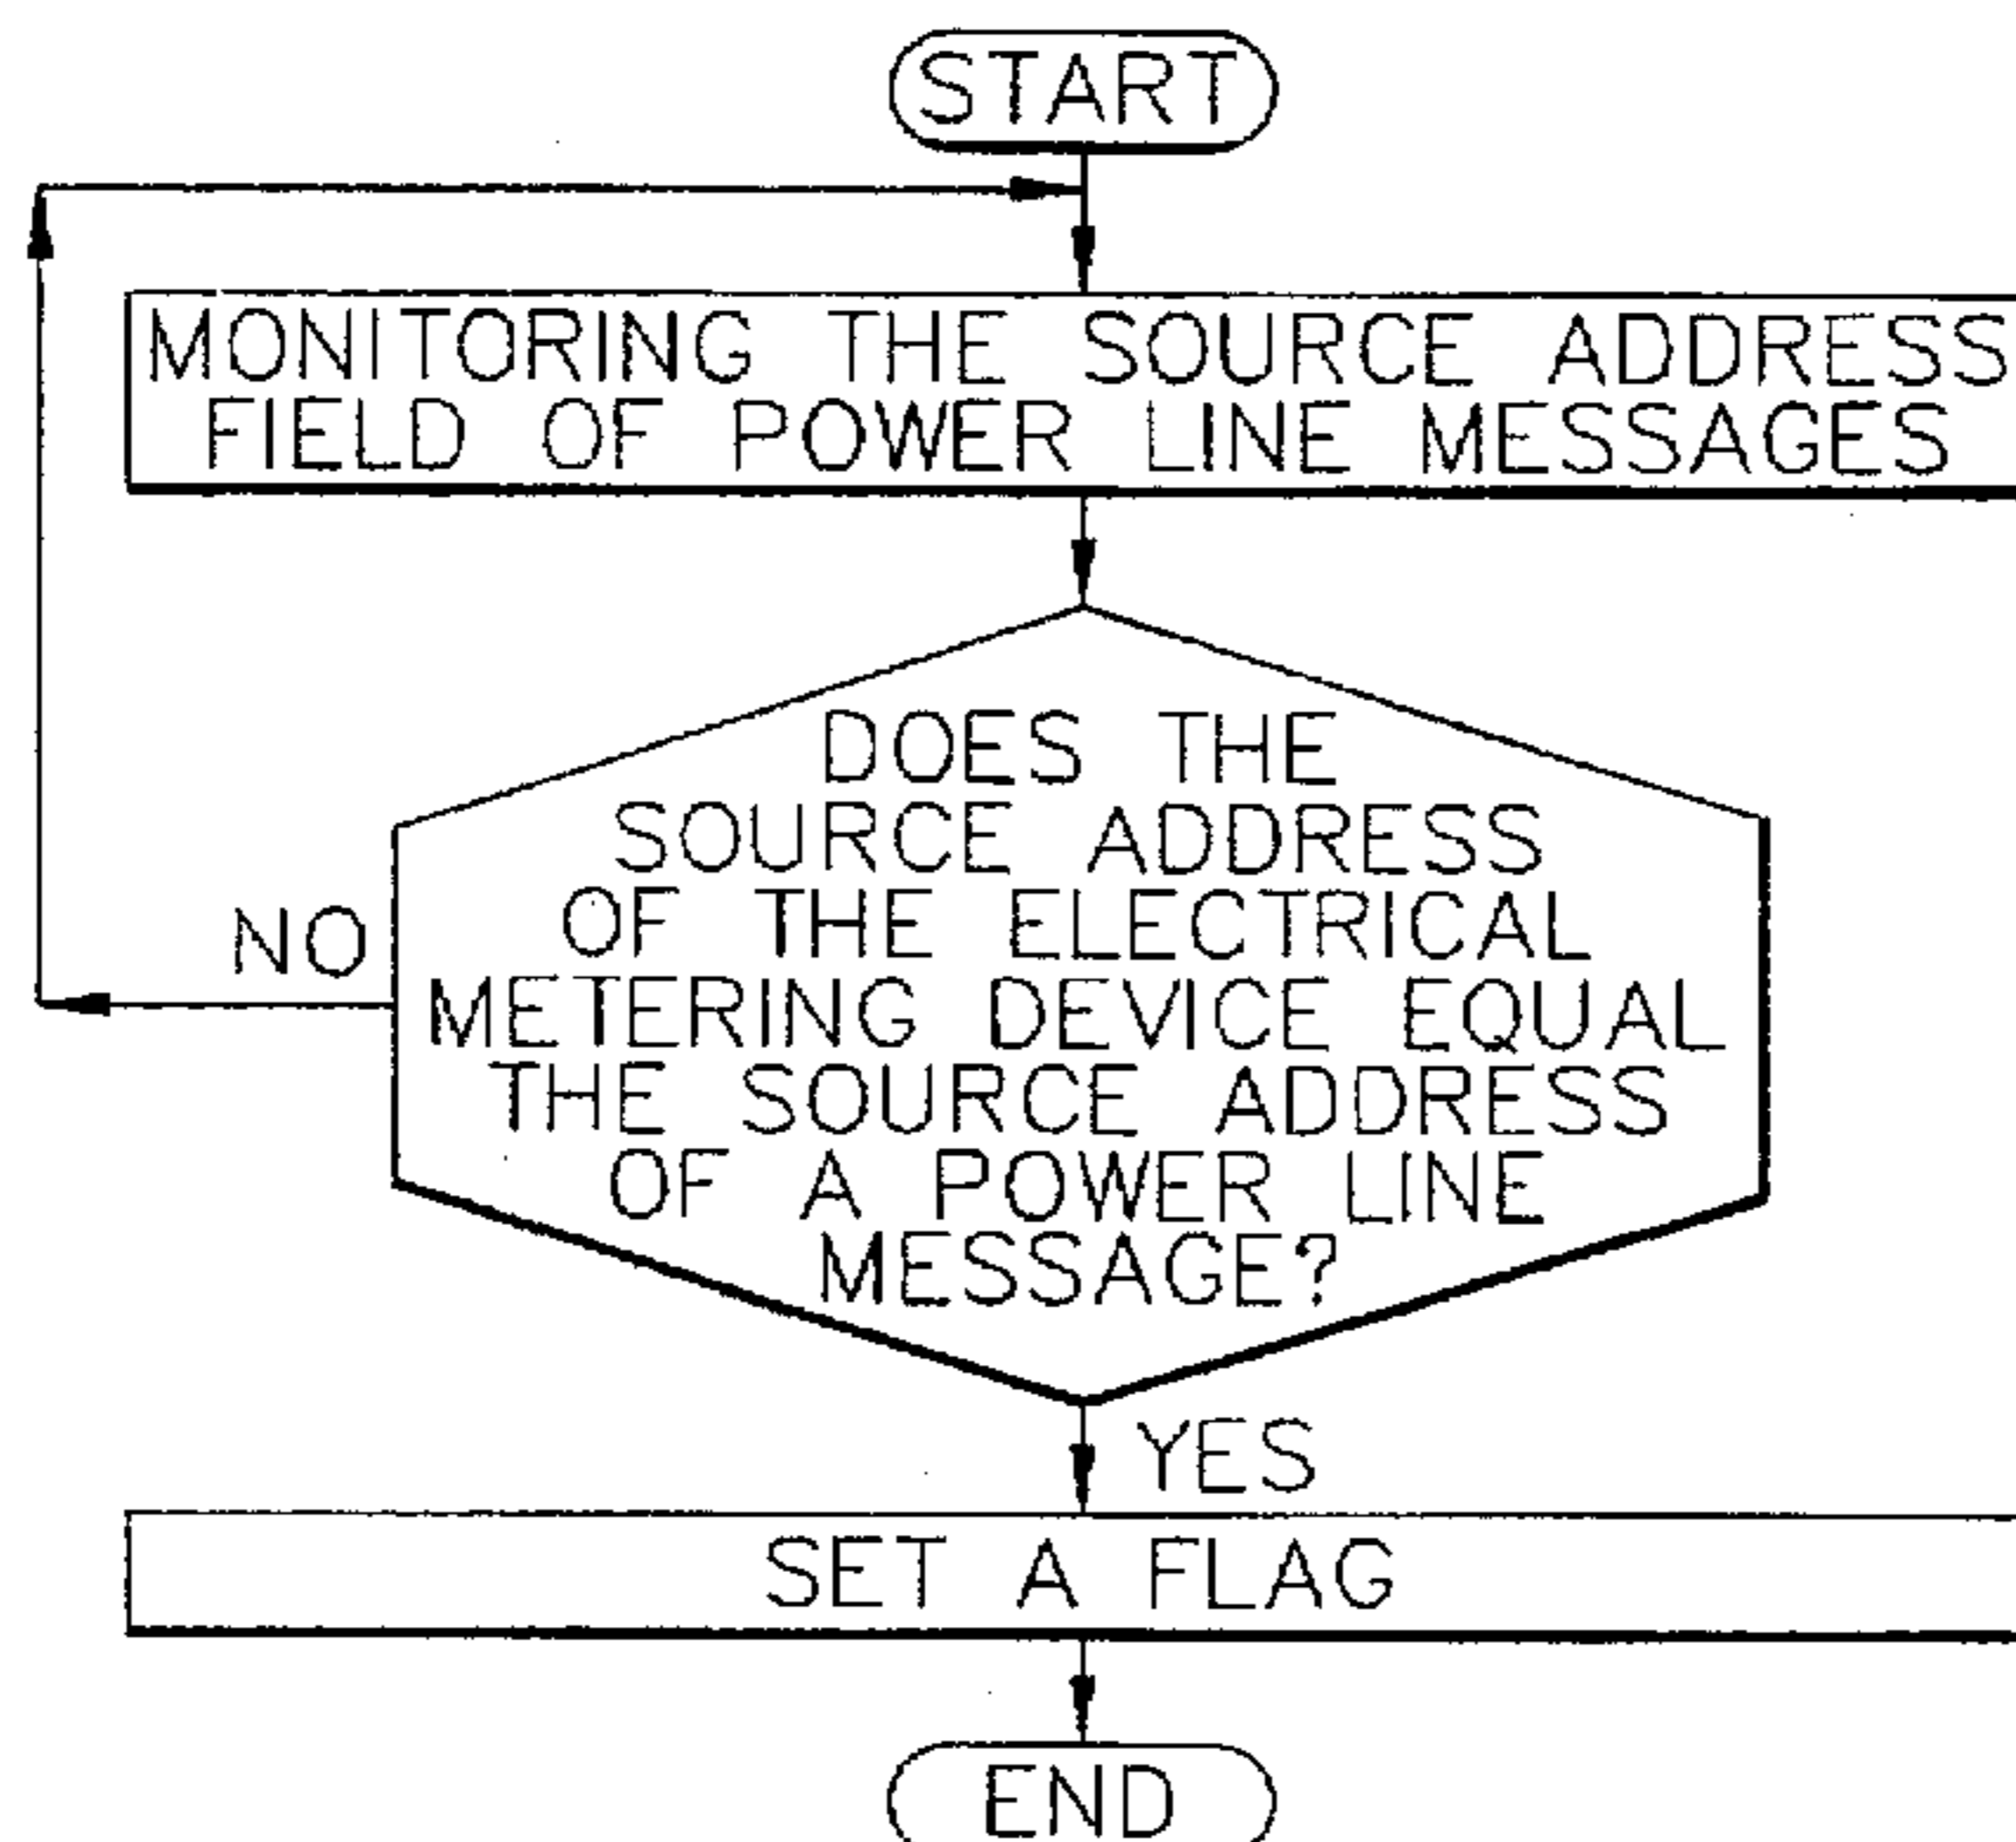 START
MONITORING THE SOURCE ADDRESS
FIELD OF POWER LINE MESSAGES
DOES THE
SOURCE ADDRESS
OF THE ELECTRICAL
METERING DEVICE EQUAL
THE SOURCE ADDRESS
OF A POWER LINE
MESSAGE?
NO
YES
SET A FLAG
END